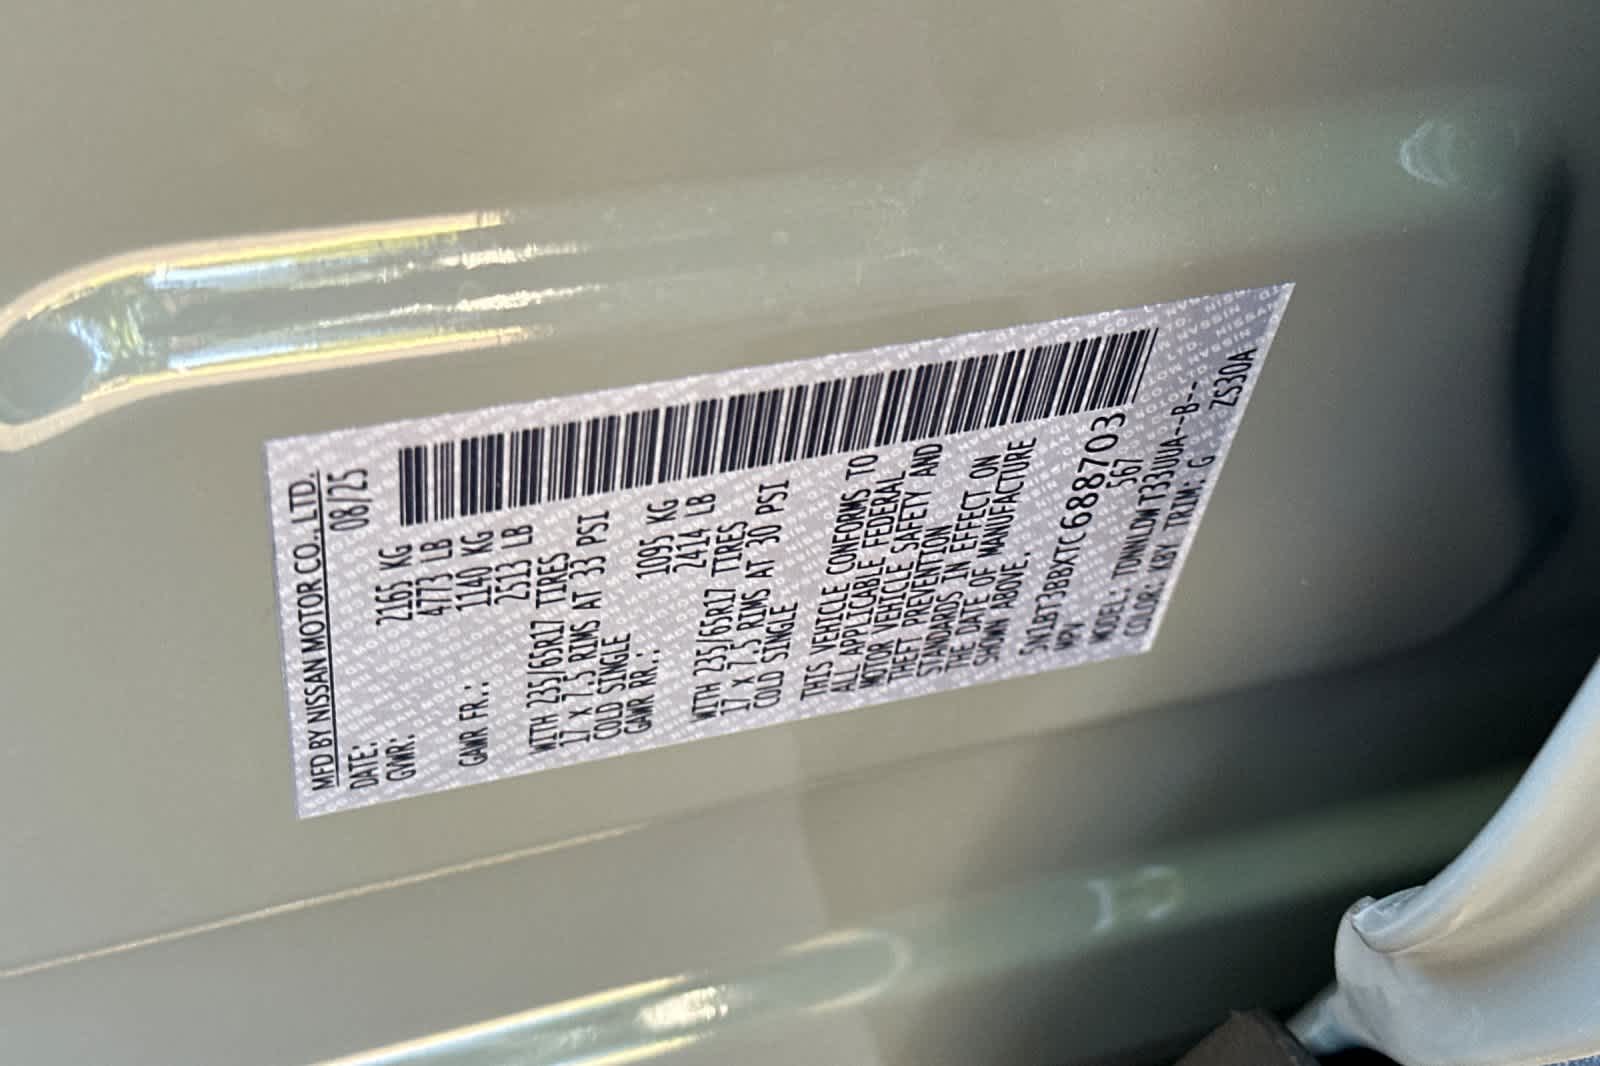 MFD BY NISSAN MOTOR CO.,LTD.
DATE: 08/25
GVWR: 2165 KG
4773 LB
GAWR FR.: 1140 KG
2513 LB
WITH 235/65R17 TIRES
17 x 7.5 RIMS AT 33 PSI
COLD SINGLE
GAWR RR.: 1095 KG
2414 LB
WITH 235/65R17 TIRES
17 x 7.5 RIMS AT 30 PSI
COLD SINGLE
THIS VEHICLE CONFORMS TO
ALL APPLICABLE FEDERAL
MOTOR VEHICLE SAFETY AND
THEFT PREVENTION
STANDARDS IN EFFECT ON
THE DATE OF MANUFACTURE
SHOWN ABOVE.
5N1BT3BBXTC688703
MPV 567
MODEL: TDNNLDWT33UUA--B--
COLOR: KBY TRIM: G ZS30A